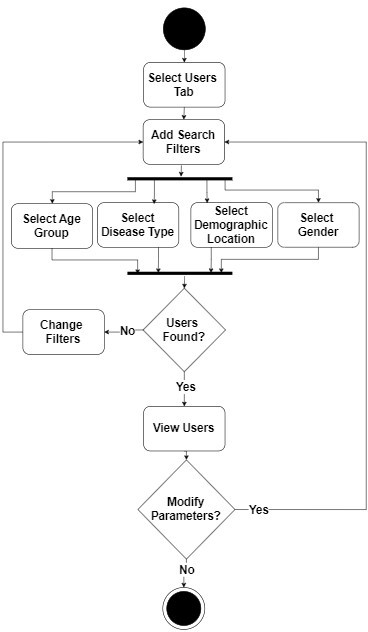 Select Users
Tab
Add Search
Filters
Select Age
Group
Select
Disease Type
Select
Demographic
Location
Select
Gender
Users
Found?
No
Change
Filters
Yes
View Users
Modify
Parameters?
Yes
No